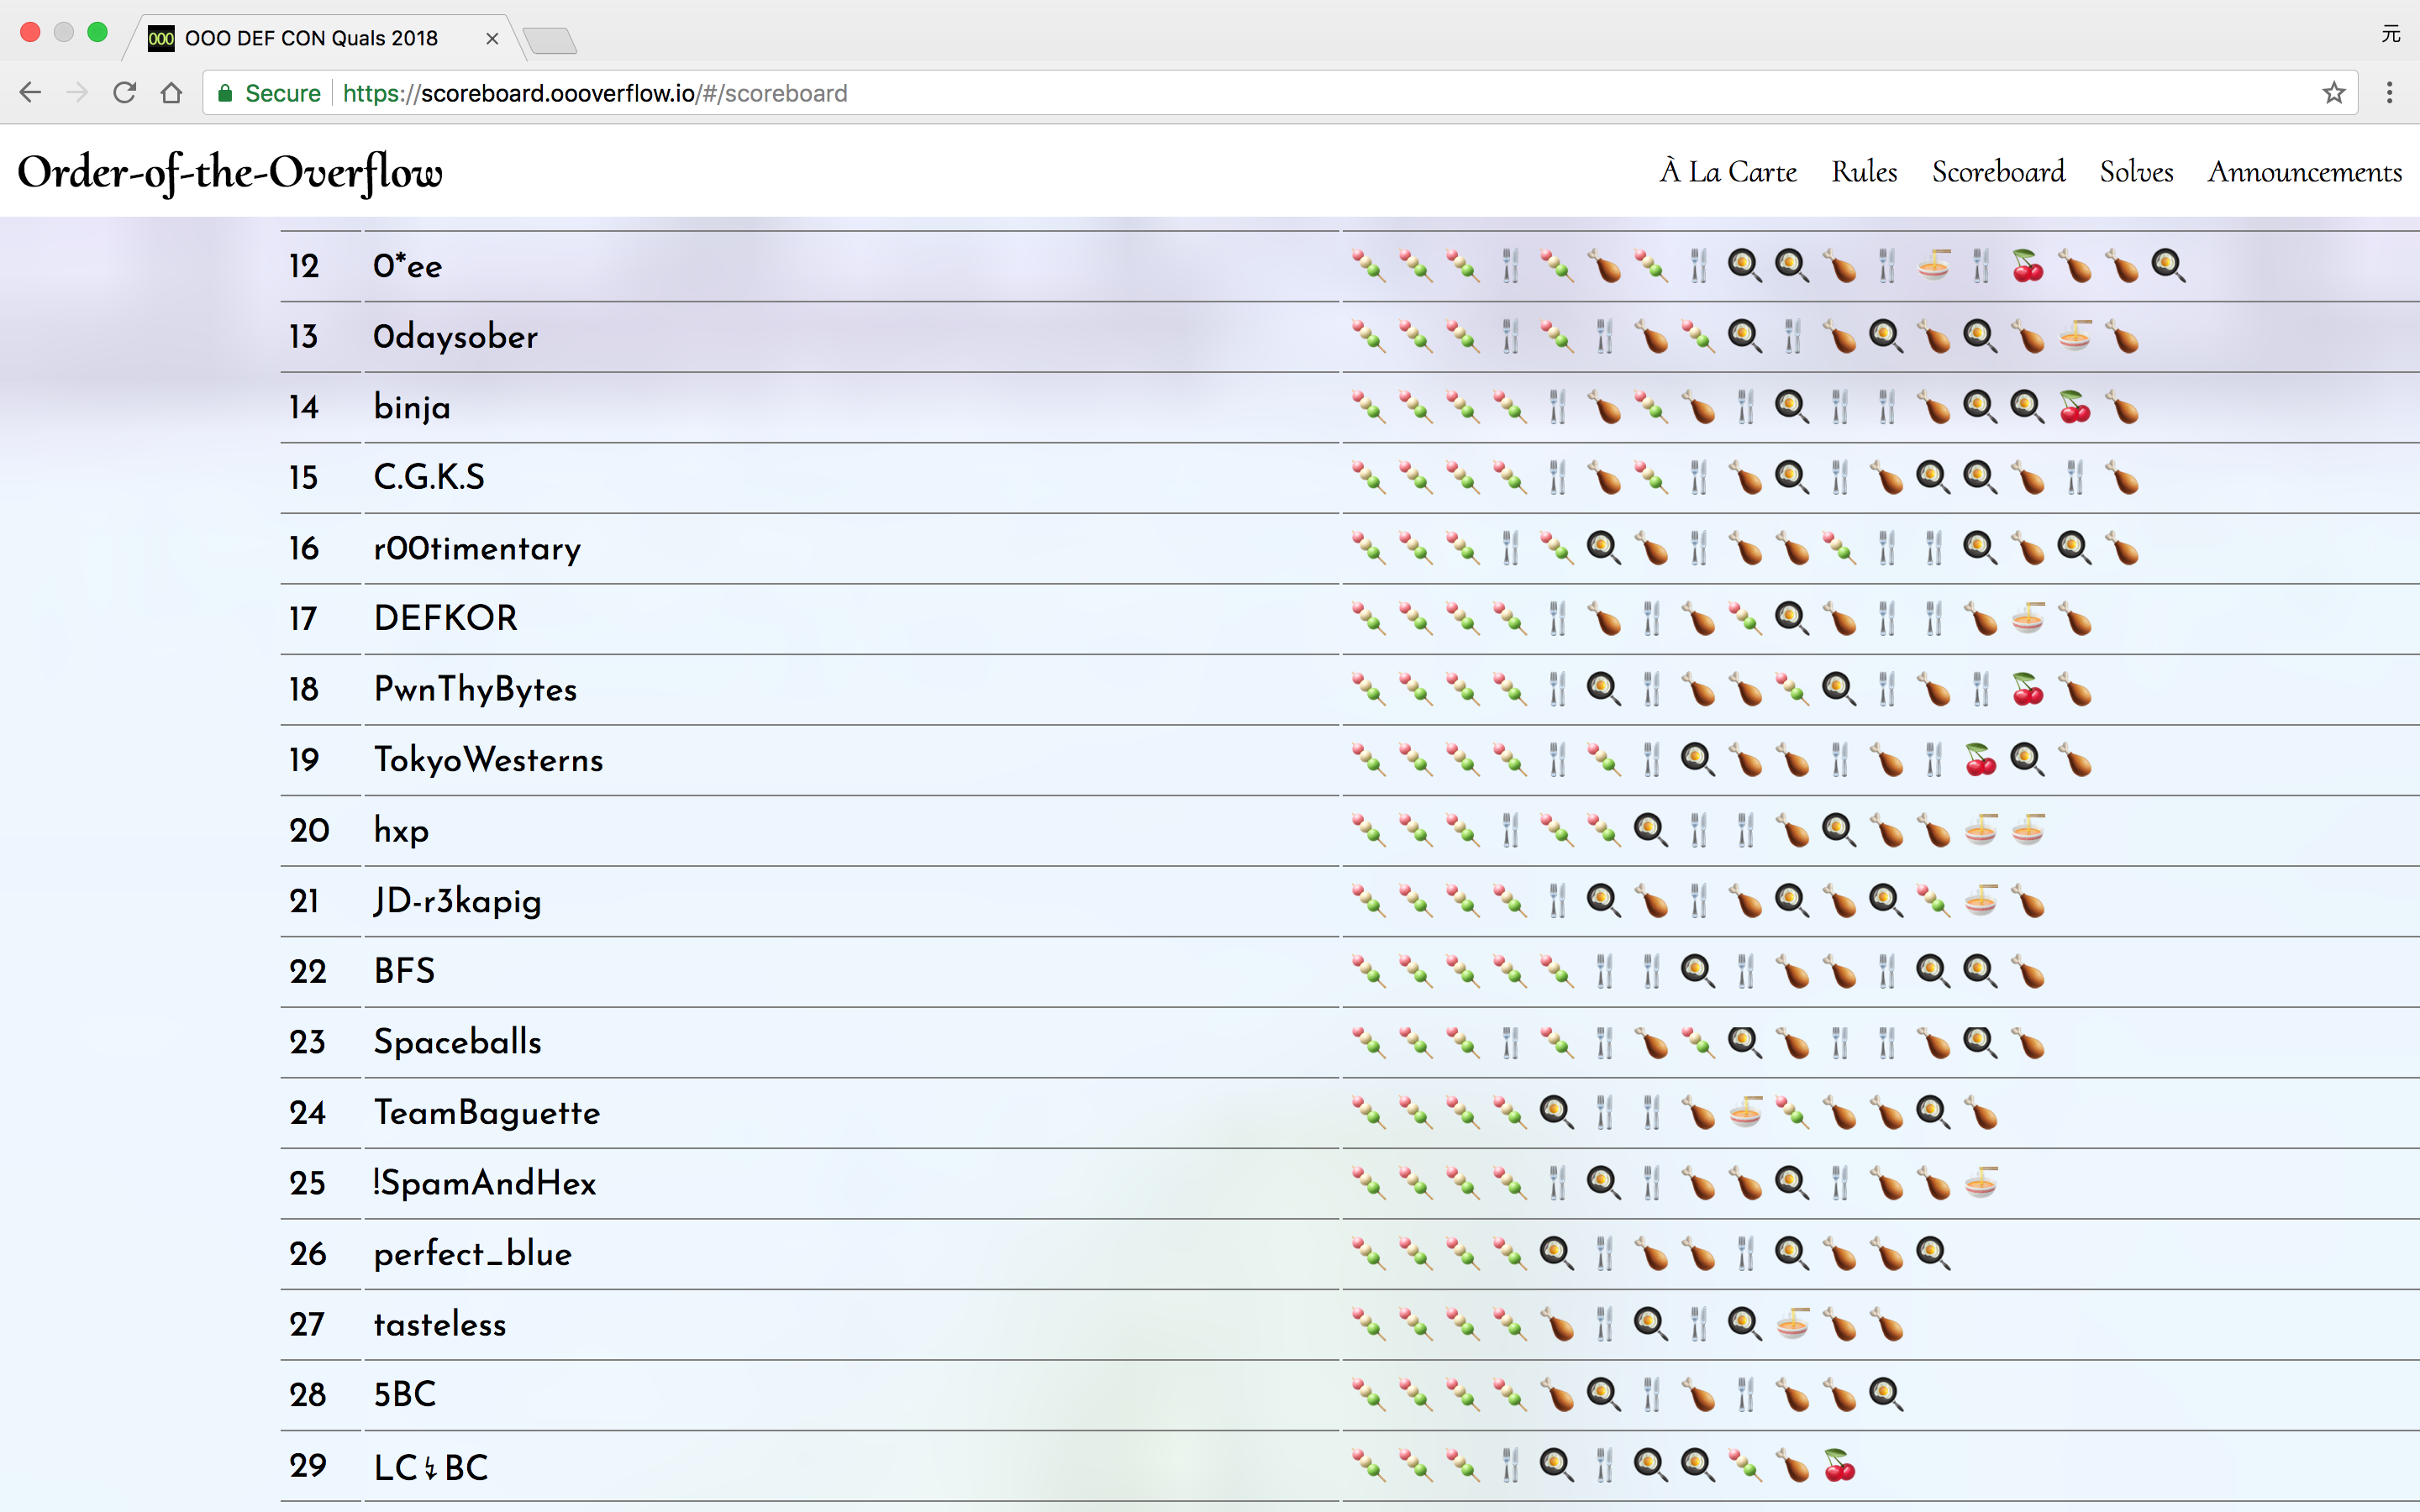 元
OOO OOO DEF CON Quals 2018
Secure https://scoreboard.oooverflow.io/#/scoreboard
Order-of-the-Overflow À La Carte Rules Scoreboard Solves Announcements
12 0*ee
13 0daysober
14 binja
15 C.G.K.S
16 r00timentary
17 DEFKOR
18 PwnThyBytes
19 TokyoWesterns
20 hxp
21 JD-r3kapig
22 BFS
23 Spaceballs
24 TeamBaguette
25 !SpamAndHex
26 perfect_blue
27 tasteless
28 5BC
29 LC↯BC